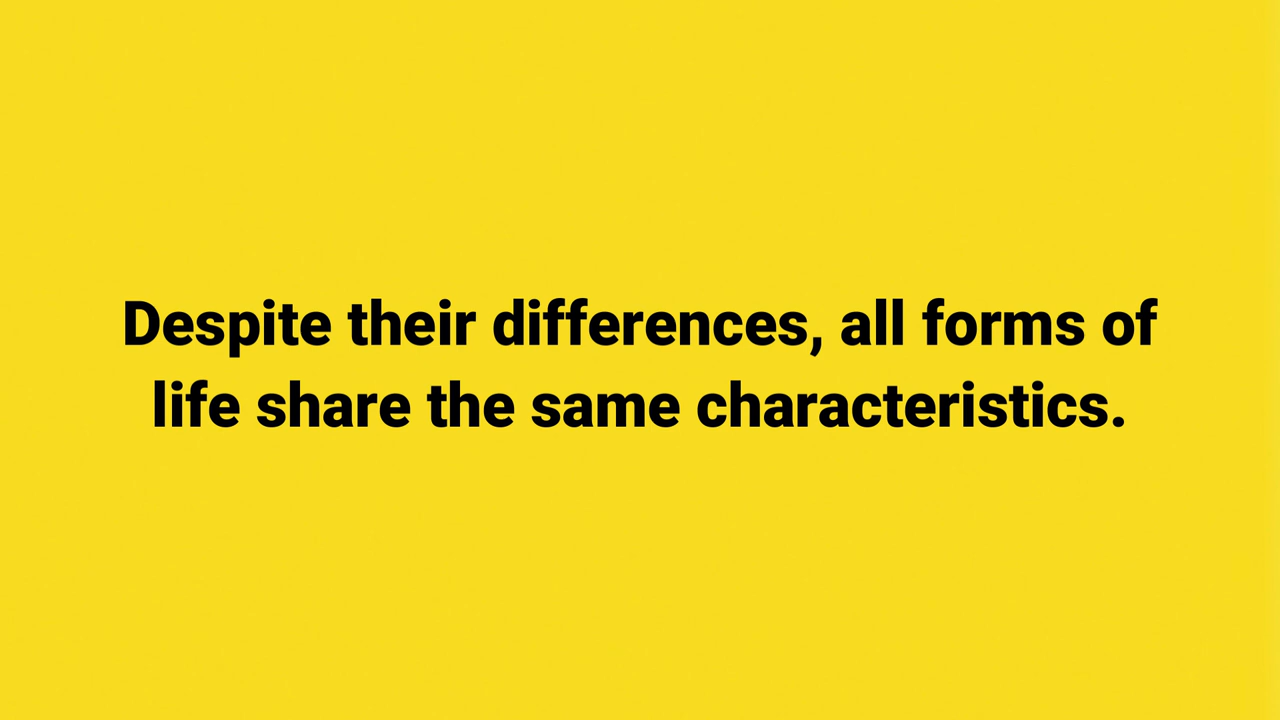 Despite their differences, all forms of
life share the same characteristics.